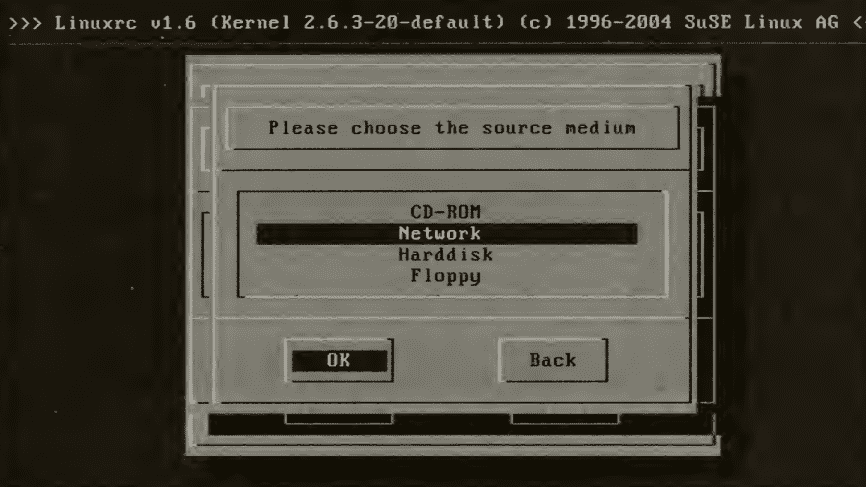 >>> Linuxrc v1.6 (Kernel 2.6.3-20-default) (c) 1996-2004 SuSE Linux AG <
Please choose the source medium
CD-ROM
Network
Harddisk
Floppy
OK
Back